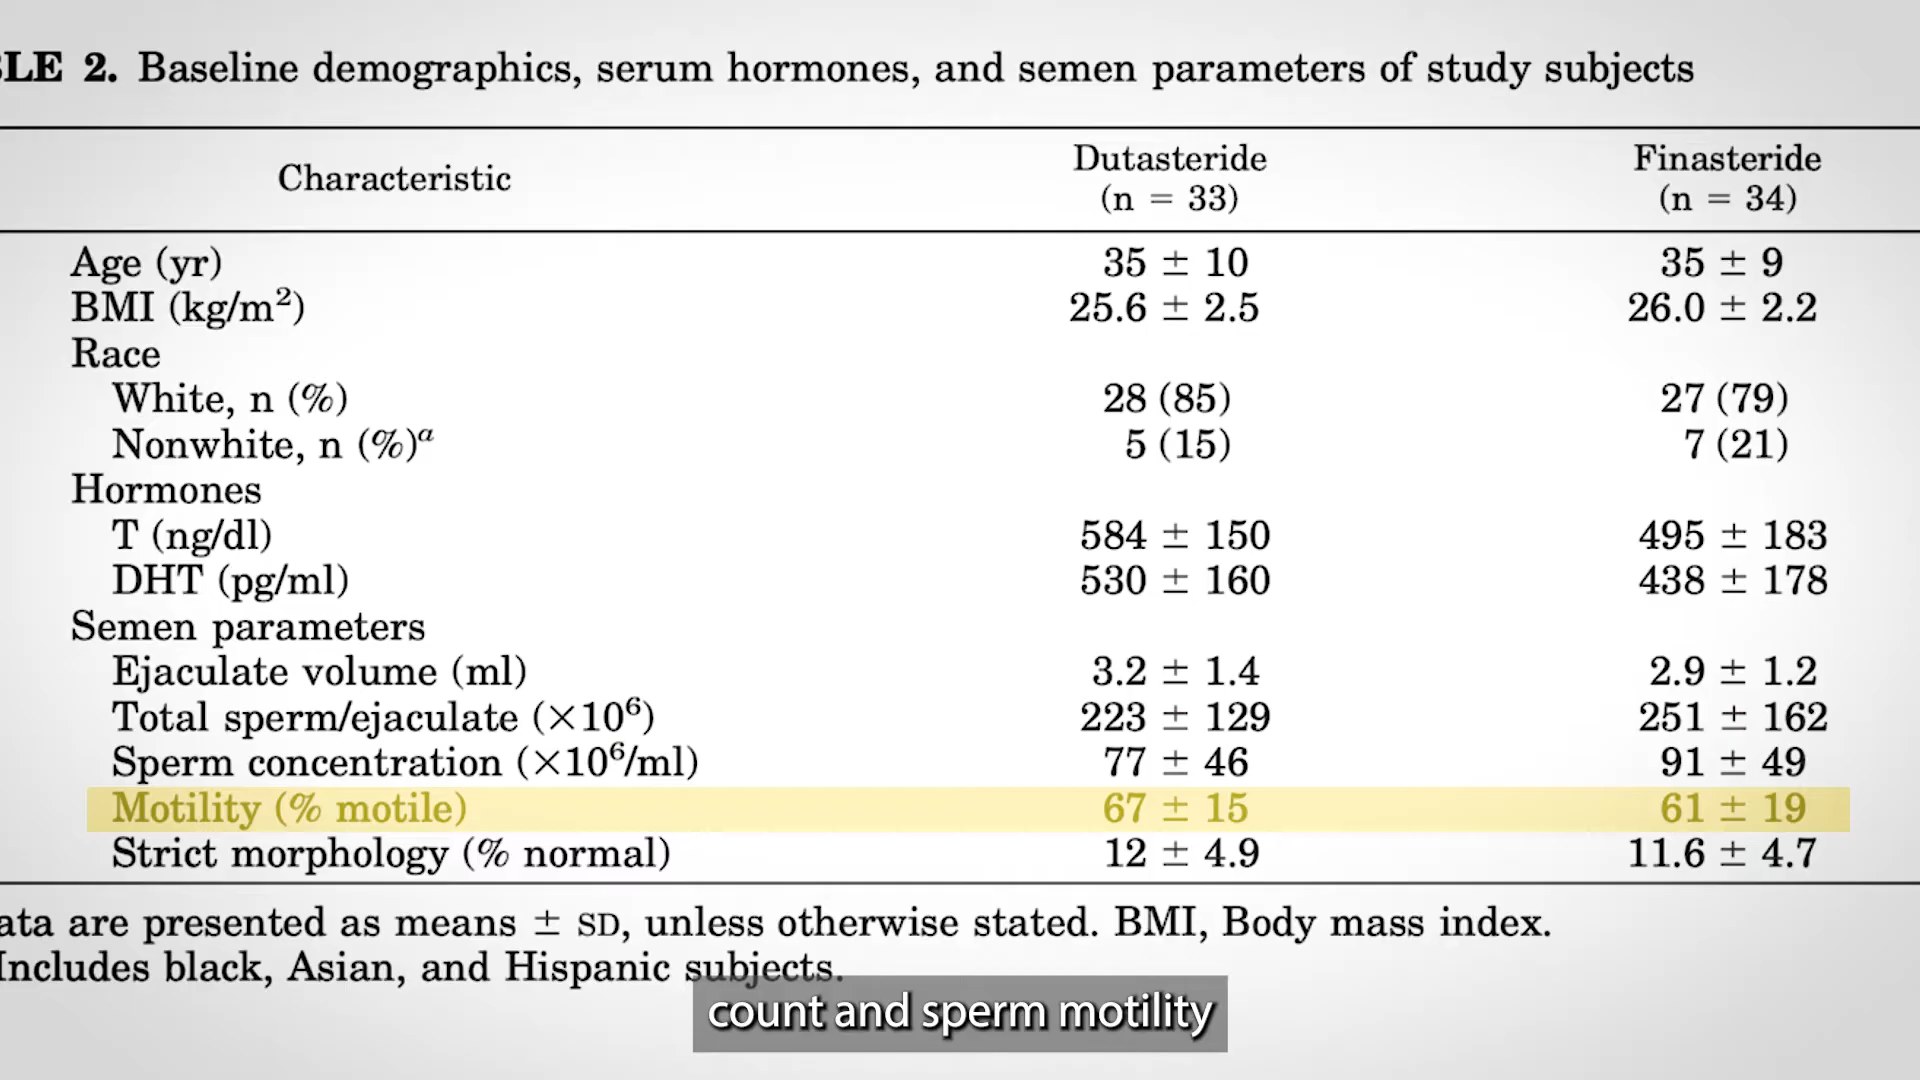 LE 2. Baseline demographics, serum hormones, and semen parameters of study subjects
Characteristic Dutasteride (n = 33) Finasteride (n = 34)
Age (yr) 35 ± 10 35 ± 9
BMI (kg/m²) 25.6 ± 2.5 26.0 ± 2.2
Race
White, n (%) 28 (85) 27 (79)
Nonwhite, n (%)ᵃ 5 (15) 7 (21)
Hormones
T (ng/dl) 584 ± 150 495 ± 183
DHT (pg/ml) 530 ± 160 438 ± 178
Semen parameters
Ejaculate volume (ml) 3.2 ± 1.4 2.9 ± 1.2
Total sperm/ejaculate (×10⁶) 223 ± 129 251 ± 162
Sperm concentration (×10⁶/ml) 77 ± 46 91 ± 49
Motility (% motile) 67 ± 15 61 ± 19
Strict morphology (% normal) 12 ± 4.9 11.6 ± 4.7
ata are presented as means ± SD, unless otherwise stated. BMI, Body mass index.
Includes black, Asian, and Hispanic subjects.
count and sperm motility